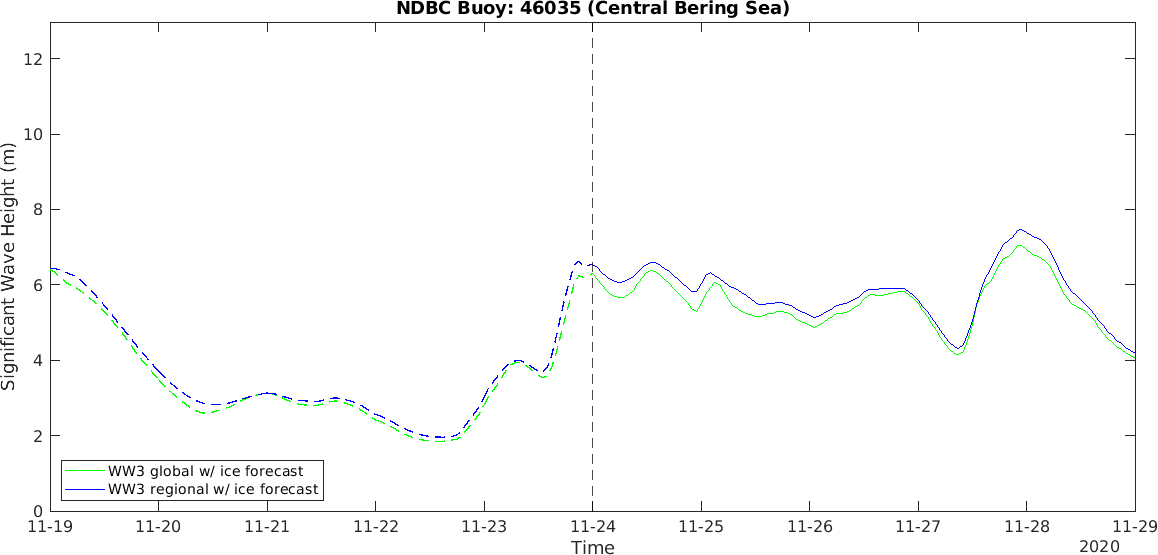 NDBC Buoy: 46035 (Central Bering Sea)
Significant Wave Height (m)
12
10
8
6
4
2
0
WW3 global w/ ice forecast
WW3 regional w/ ice forecast
11-19 11-20 11-21 11-22 11-23 11-24 11-25 11-26 11-27 11-28 11-29
Time
2020